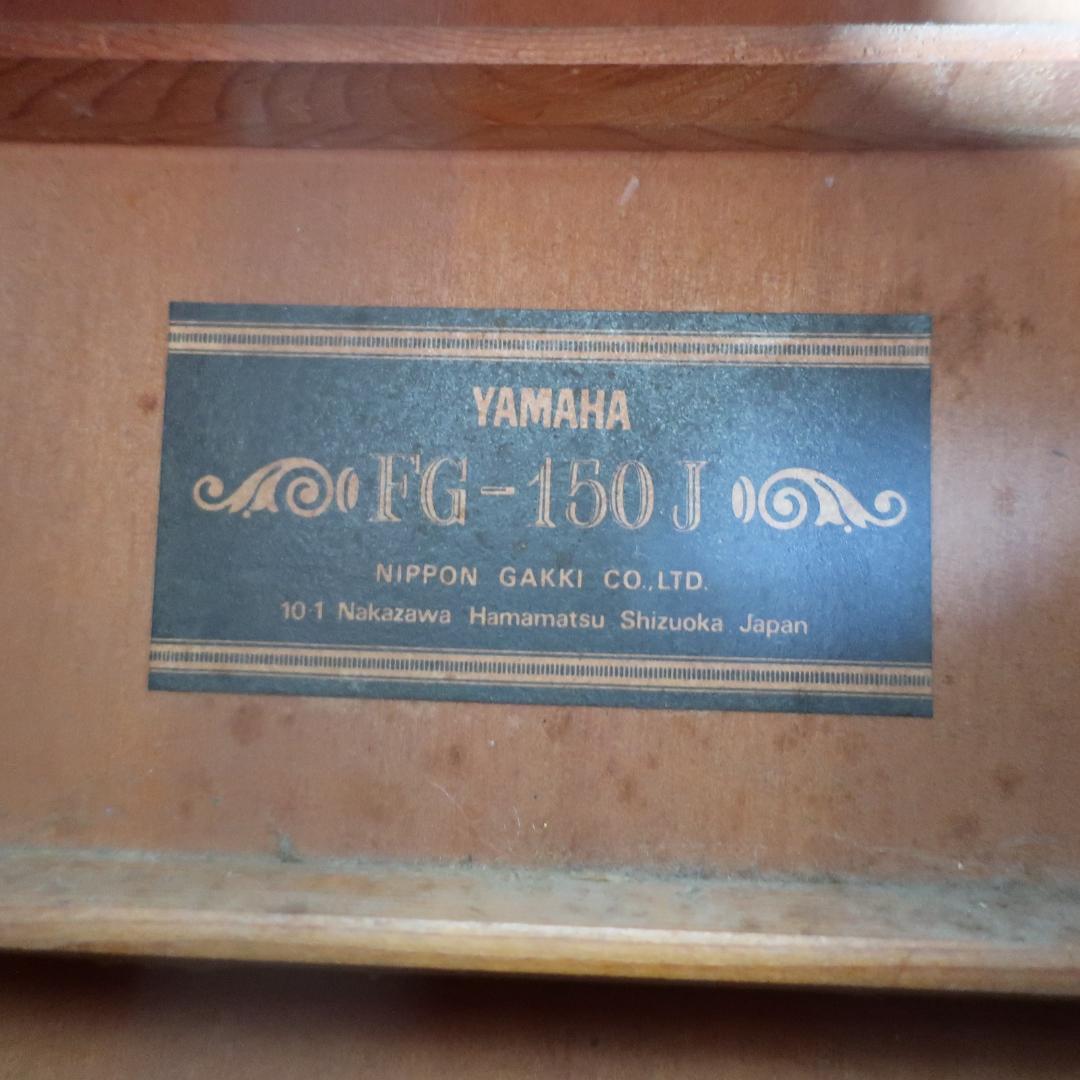 YAMAHA
FG-150J
NIPPON GAKKI CO.,LTD.
10 1 Nakazawa Hamamatsu Shizuoka Japan